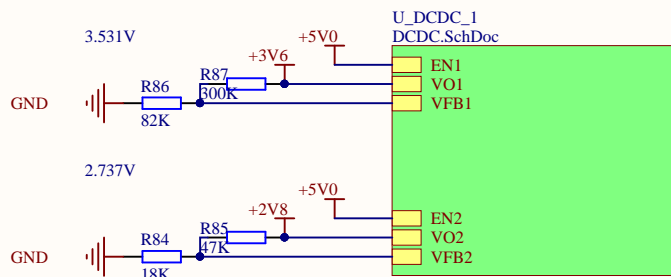 U_DCDC_1
DCDC.SchDoc
3.531V
+5V0
+3V6
EN1
R87
VO1
R86
300K
GND
VFB1
82K
2.737V
+5V0
+2V8
EN2
R85
VO2
R84
47K
GND
VFB2
18K